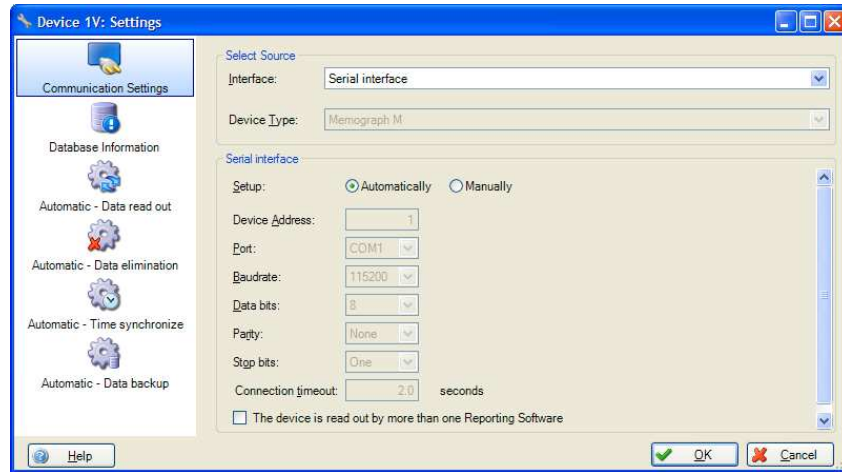 Device 1V: Settings
Communication Settings
Database Information
Automatic - Data read out
Automatic - Data elimination
Automatic - Time synchronize
Automatic - Data backup
Select Source
Interface: Serial interface
Device Type: Memograph M
Serial interface
Setup: Automatically Manually
Device Address: 1
Port: COM1
Baudrate: 115200
Data bits: 8
Parity: None
Stop bits: One
Connection timeout: 2.0 seconds
The device is read out by more than one Reporting Software
Help OK Cancel